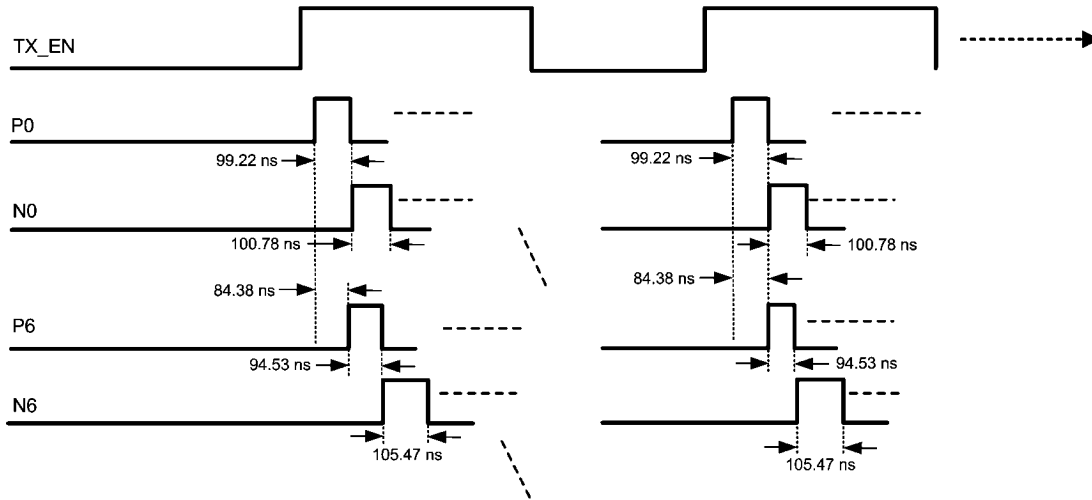 TX_EN
P0
99.22 ns
99.22 ns
N0
100.78 ns
100.78 ns
84.38 ns
84.38 ns
P6
94.53 ns
94.53 ns
N6
105.47 ns
105.47 ns